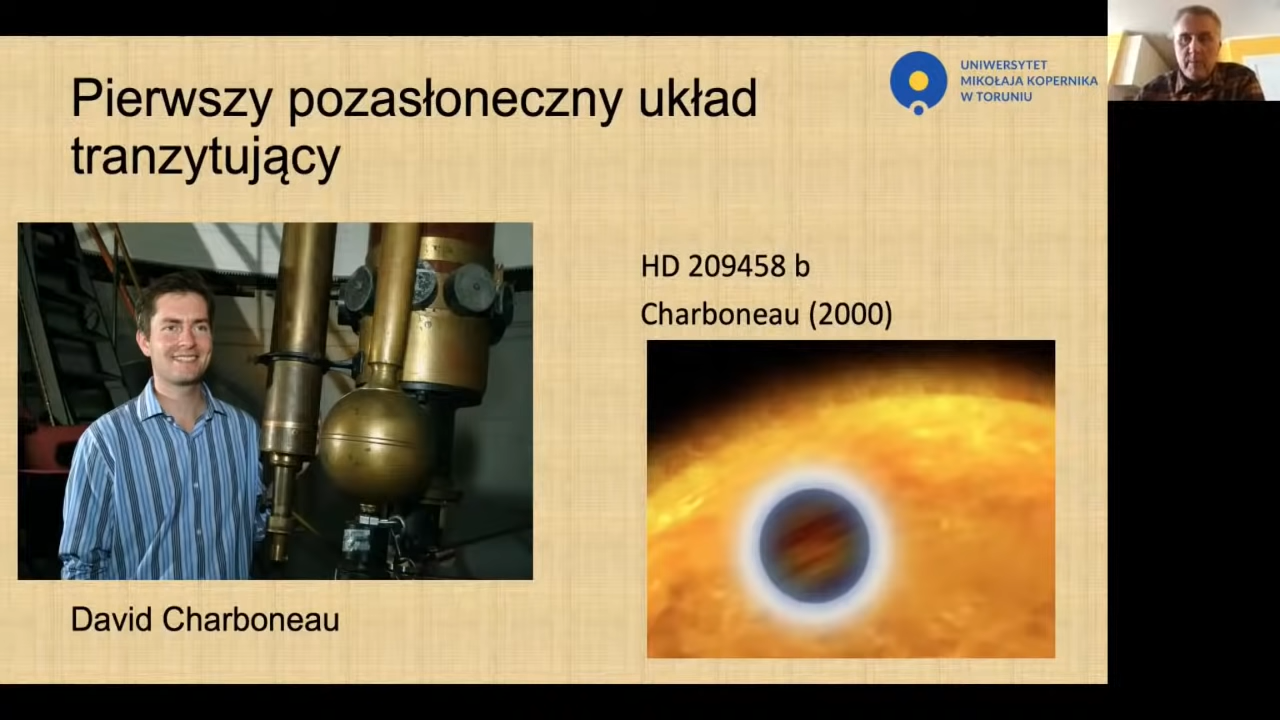 Pierwszy pozasłoneczny układ
tranzytujący
UNIWERSYTET
MIKOŁAJA KOPERNIKA
W TORUNIU
HD 209458 b
Charboneau (2000)
David Charboneau